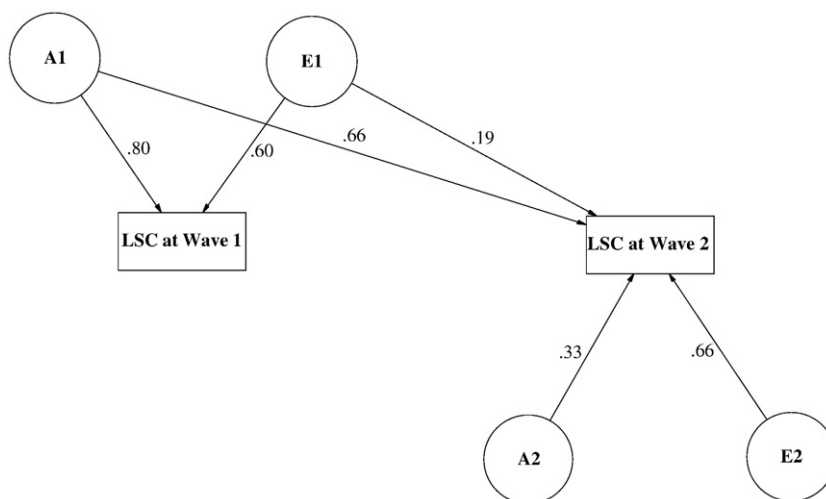 A1
E1
.80
.60
.66
.19
LSC at Wave 1
LSC at Wave 2
.33
.66
A2
E2